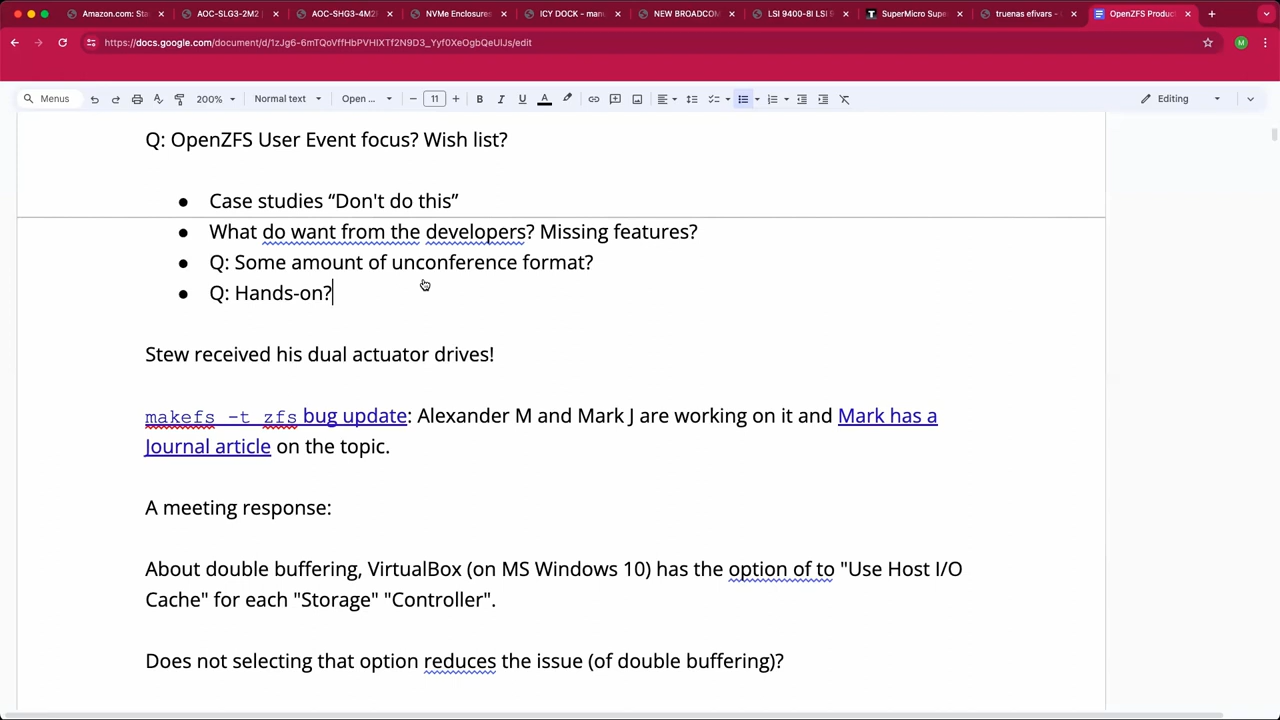 Amazon.com: Sta
AOC-SLG3-2M2 |
AOC-SHG3-4M2
NVMe Enclosures
ICY DOCK - man
NEW BROADCOM
LSI 9400-8I LSI 9
SuperMicro Supe
truenas efivars -
OpenZFS Produc
https://docs.google.com/document/d/1zJg6-6mTQoVffHbPVHIXTf2N9D3_Yyf0XeOgbQeUIJs/edit
M
Menus
200%
Normal text
Open ...
11
B I U A
Editing
Q: OpenZFS User Event focus? Wish list?
● Case studies “Don't do this”
● What do want from the developers? Missing features?
● Q: Some amount of unconference format?
● Q: Hands-on?
Stew received his dual actuator drives!
makefs -t zfs bug update: Alexander M and Mark J are working on it and Mark has a
Journal article on the topic.
A meeting response:
About double buffering, VirtualBox (on MS Windows 10) has the option of to "Use Host I/O
Cache" for each "Storage" "Controller".
Does not selecting that option reduces the issue (of double buffering)?